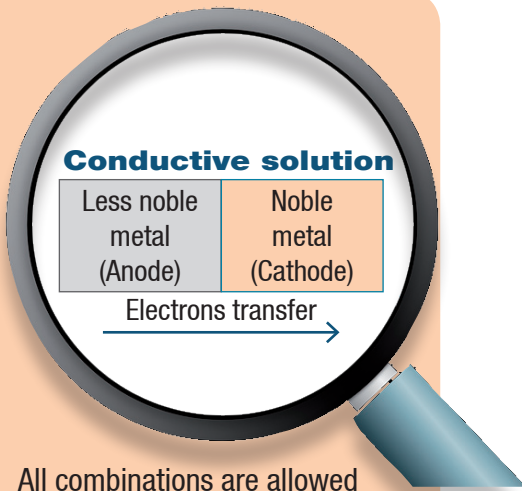 Conductive solution
Less noble
metal
(Anode)
Noble
metal
(Cathode)
Electrons transfer
All combinations are allowed